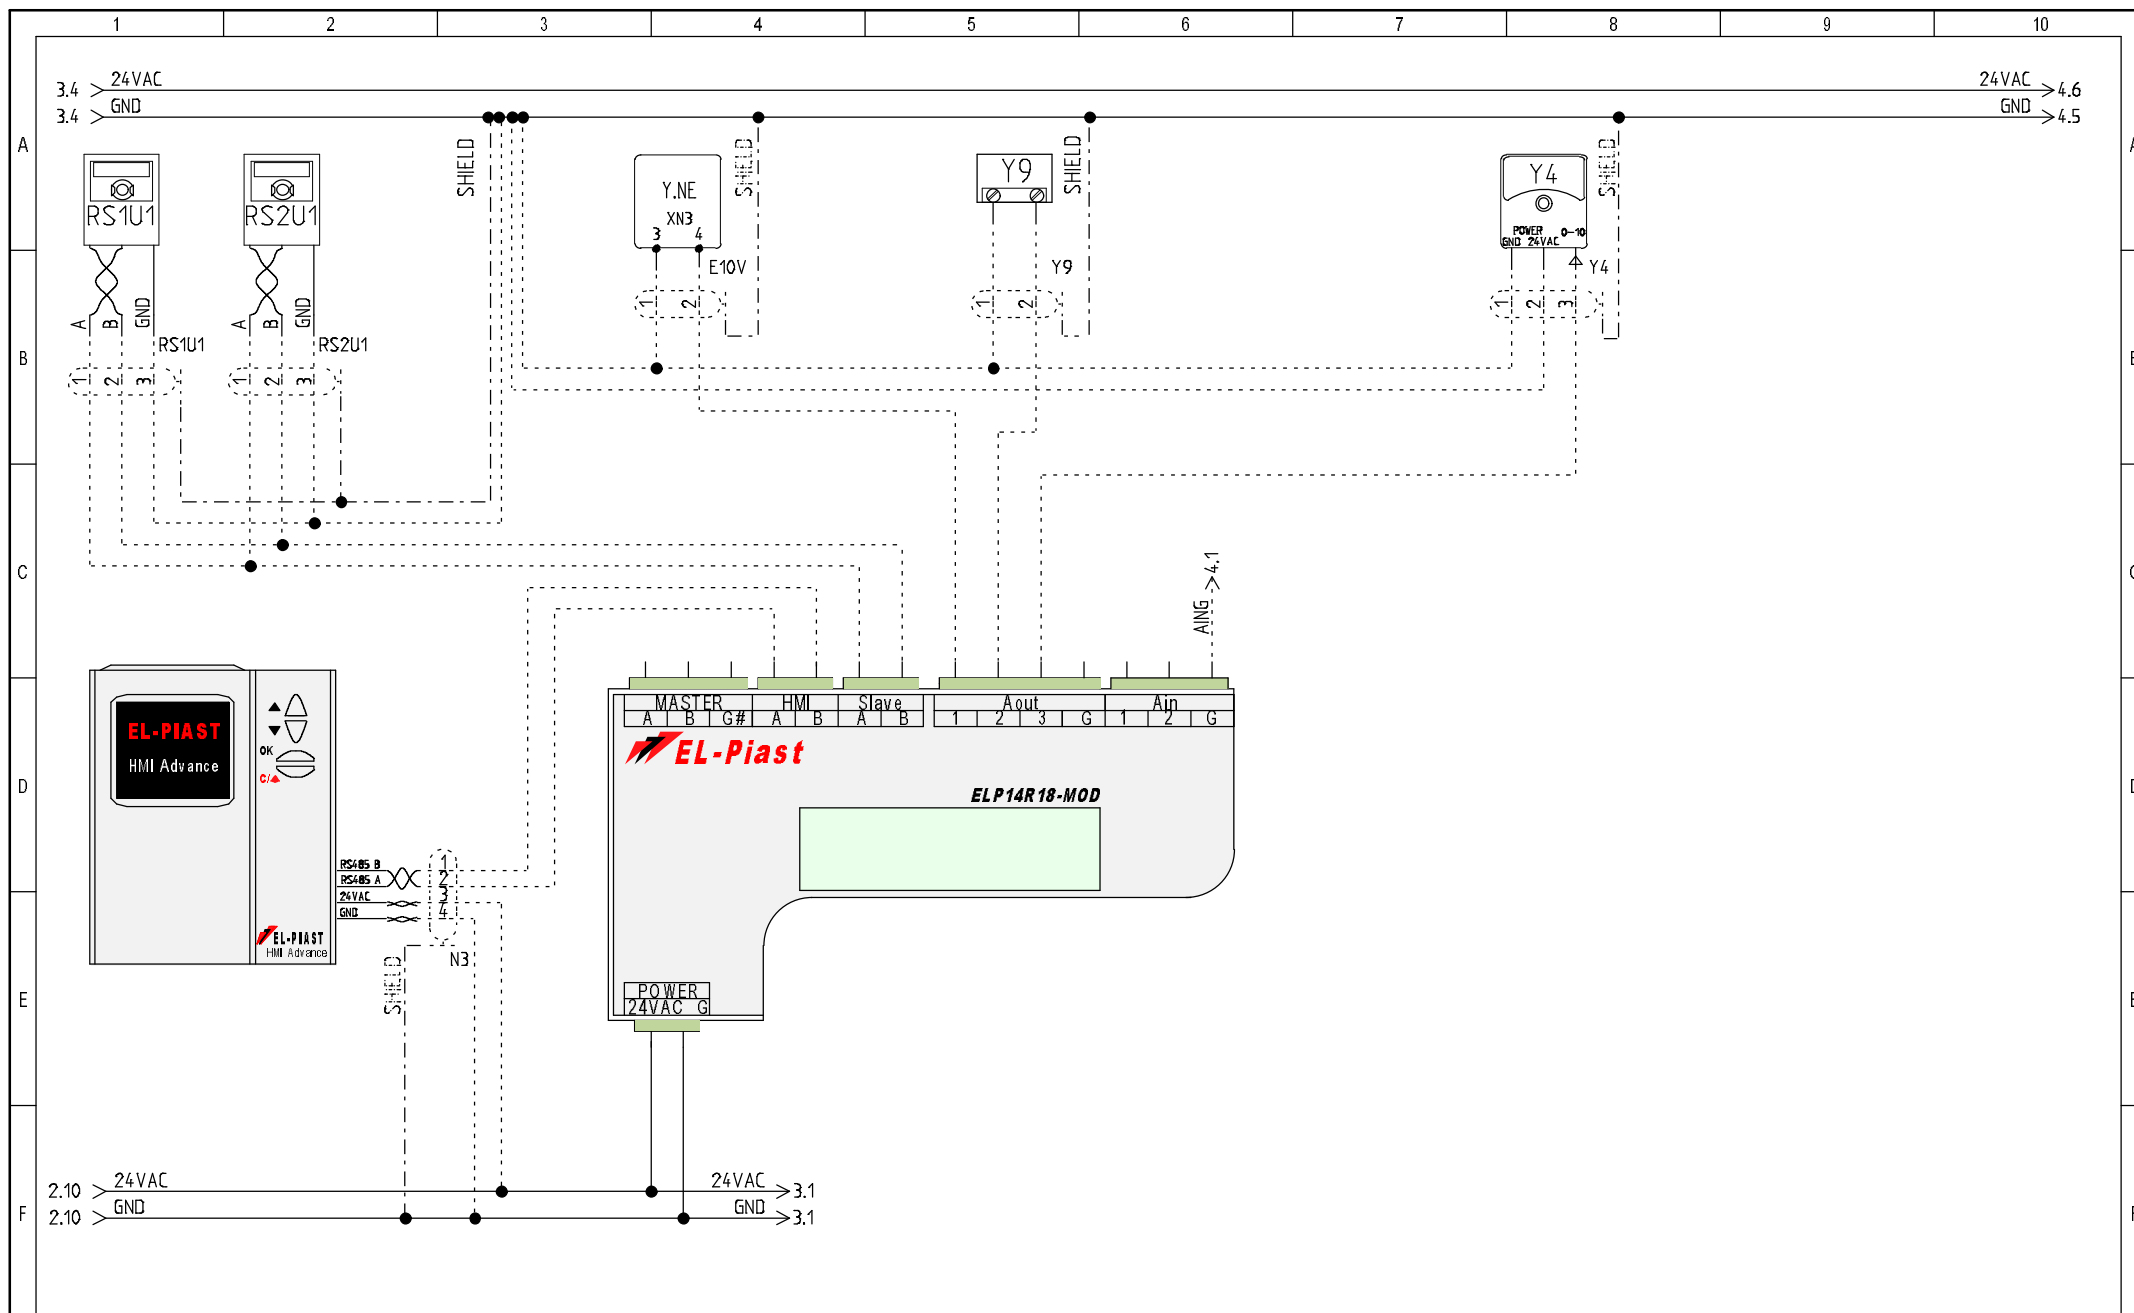 1 2 3 4 5 6 7 8 9 10
3.4 24VAC 24VAC 4.6
3.4 GND GND 4.5
A
SHIELD SHIELD SHIELD SHIELD
RS1U1 RS2U1
Y.NE
XN3
3 4
Y9
Y4
POWER 0-10
GND 24VAC
E10V Y9 Y4
1 2 1 2 1 2 3
A B GND A B GND
RS1U1 RS2U1
B
1 2 3 1 2 3
C
AING 4.1
MASTER HMI Slave Aout Ain
A B G# A B A B 1 2 3 G 1 2 G
EL-Piast
ELP14R18-MOD
EL-PIAST
HMI Advance
OK
C/
D
RS485 B 1
RS485 A 2
24VAC 3
GND 4
EL-PIAST
HMI Advance
N3
SHIELD
E
POWER
24VAC G
2.10 24VAC 24VAC 3.1
F
2.10 GND GND 3.1